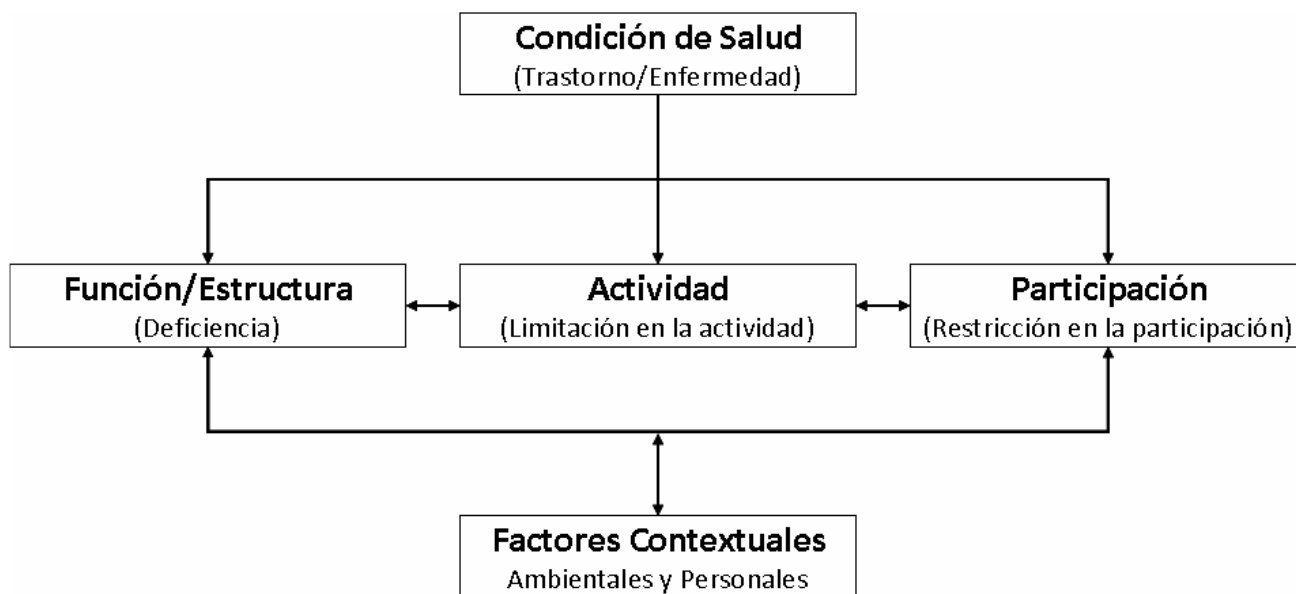 Condición de Salud
(Trastorno/Enfermedad)
Función/Estructura
(Deficiencia)
Actividad
(Limitación en la actividad)
Participación
(Restricción en la participación)
Factores Contextuales
Ambientales y Personales